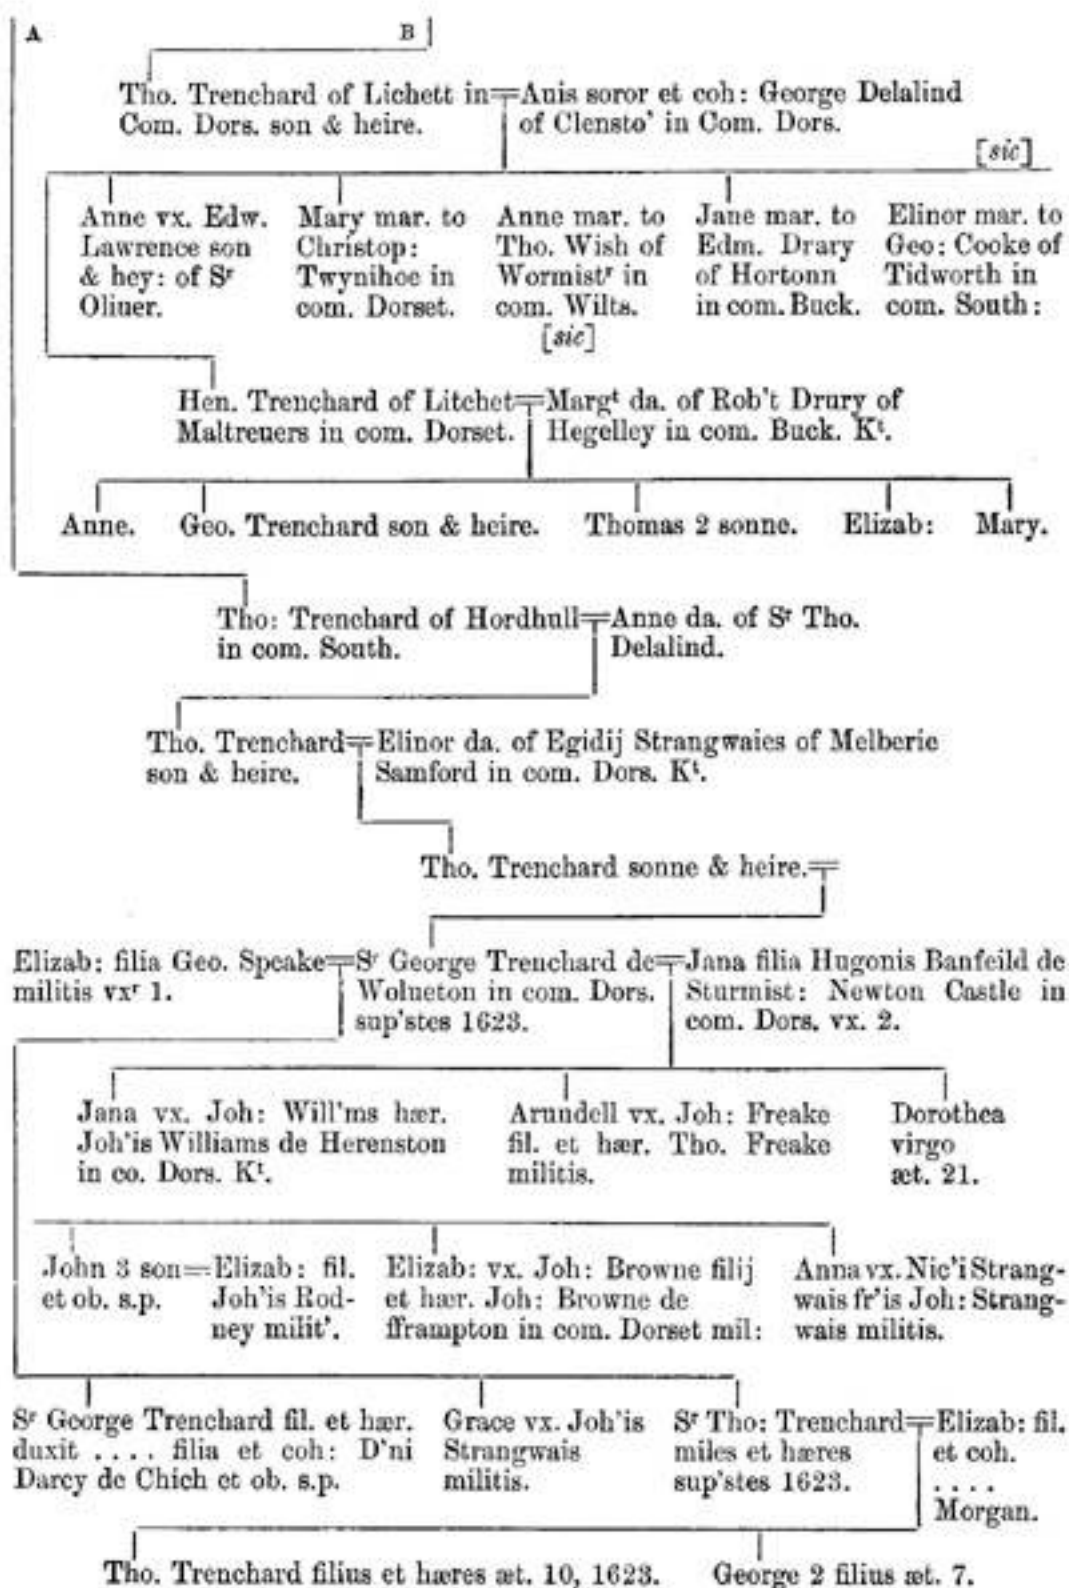 A B
Tho. Trenchard of Lichett in=Auis soror et coh: George Delalind
Com. Dors. son & heire. of Clensto' in Com. Dors.
[sic]
Anne vx. Edw. Mary mar. to Anne mar. to Jane mar. to Elinor mar. to
Lawrence son Christop: Tho. Wish of Edm. Drary Geo: Cooke of
& hey: of Sʳ Twynihoe in Wormistʳ in of Hortonn Tidworth in
Oliuer. com. Dorset. com. Wilts. in com. Buck. com. South:
[sic]
Hen. Trenchard of Litchet=Margᵗ da. of Rob't Drury of
Maltreuers in com. Dorset. Hegelley in com. Buck. Kᵗ.
Anne. Geo. Trenchard son & heire. Thomas 2 sonne. Elizab: Mary.
Tho: Trenchard of Hordhull=Anne da. of Sʳ Tho.
in com. South. Delalind.
Tho. Trenchard=Elinor da. of Egidij Strangwaies of Melberie
son & heire. Samford in com. Dors. Kᵗ.
Tho. Trenchard sonne & heire.=
Elizab: filia Geo. Speake=Sʳ George Trenchard de=Jana filia Hugonis Banfeild de
militis vxʳ 1. Wolueton in com. Dors. Sturmist: Newton Castle in
sup'stes 1623. com. Dors. vx. 2.
Jana vx. Joh: Will'ms hær. Arundell vx. Joh: Freake Dorothea
Joh'is Williams de Herenston fil. et hær. Tho. Freake virgo
in co. Dors. Kᵗ. militis. æt. 21.
John 3 son=Elizab: fil. Elizab: vx. Joh: Browne filij Anna vx. Nic'i Strang-
et ob. s.p. Joh'is Rod- et hær. Joh: Browne de wais fr'is Joh: Strang-
ney milit'. fframpton in com. Dorset mil: wais militis.
Sʳ George Trenchard fil. et hær. Grace vx. Joh'is Sʳ Tho: Trenchard=Elizab: fil.
duxit .... filia et coh: D'ni Strangwais miles et hæres et coh.
Darcy de Chich et ob. s.p. militis. sup'stes 1623. ....
Morgan.
Tho. Trenchard filius et hæres æt. 10, 1623. George 2 filius æt. 7.